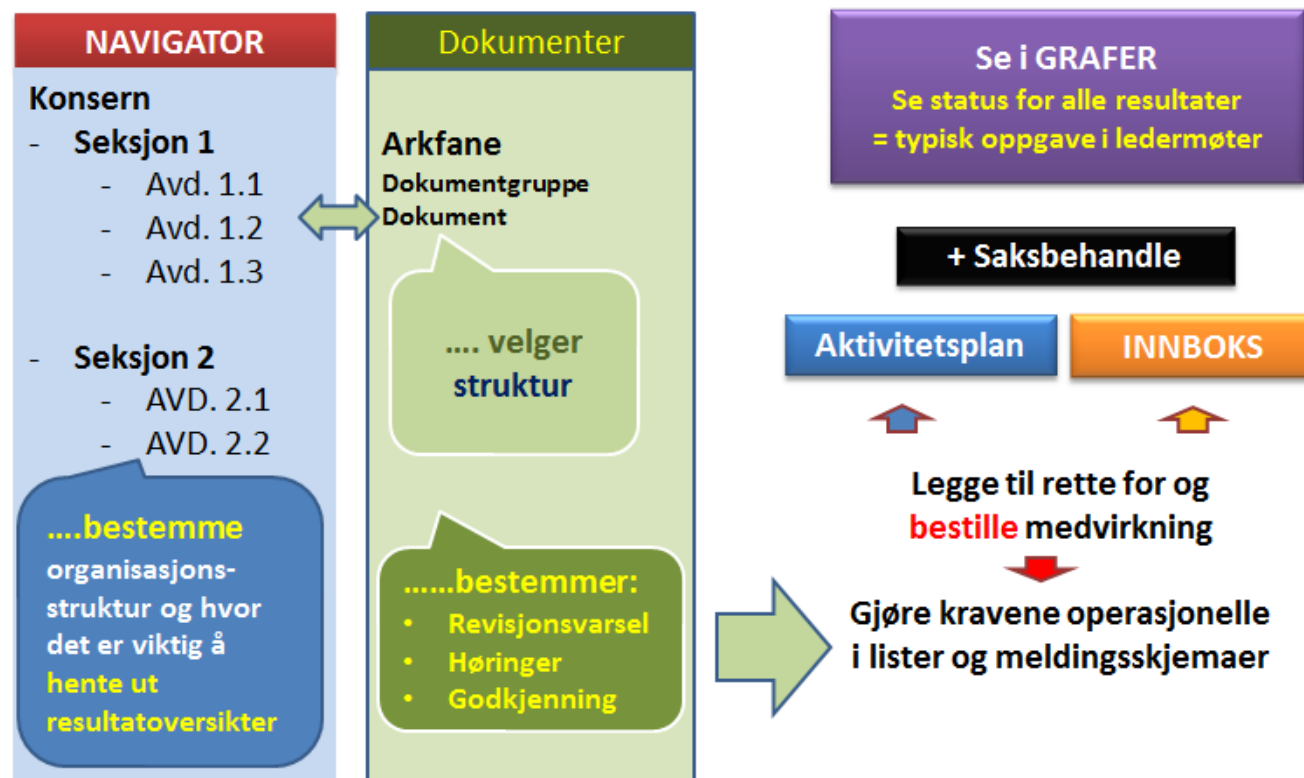 NAVIGATOR
Konsern
- Seksjon 1
- Avd. 1.1
- Avd. 1.2
- Avd. 1.3
- Seksjon 2
- AVD. 2.1
- AVD. 2.2
....bestemme
organisasjons-
struktur og hvor
det er viktig å
hente ut
resultatoversikter
Dokumenter
Arkfane
Dokumentgruppe
Dokument
.... velger
struktur
......bestemmer:
• Revisjonsvarsel
• Høringer
• Godkjenning
Se i GRAFER
Se status for alle resultater
= typisk oppgave i ledermøter
+ Saksbehandle
Aktivitetsplan
INNBOKS
Legge til rette for og
bestille medvirkning
Gjøre kravene operasjonelle
i lister og meldingsskjemaer